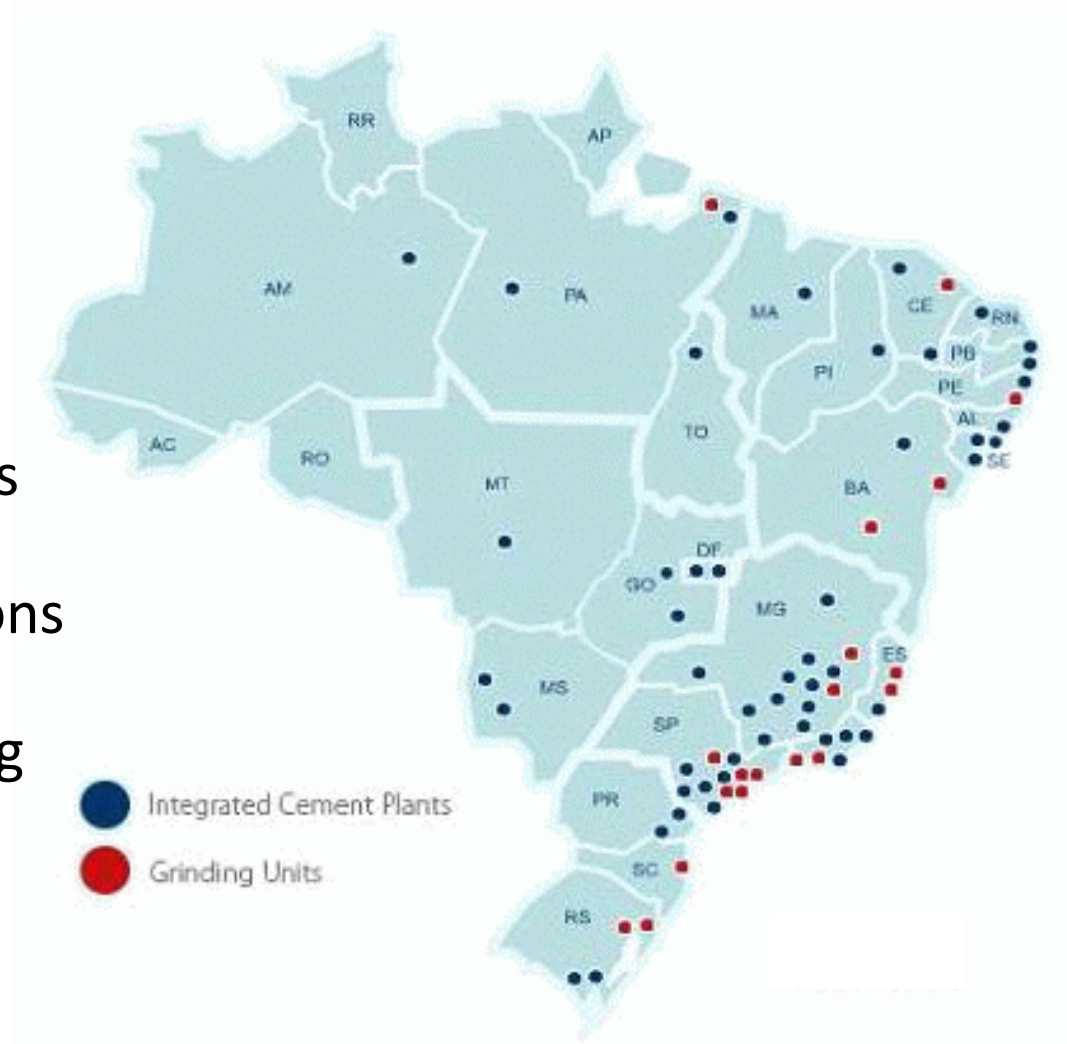 RR
AP
AM
PA
MA
CE
RN
PB
PI
PE
AL
TO
AC
RO
SE
s
MT
BA
DF
GO
ons
MG
ES
MS
SP
g
Integrated Cement Plants
PR
Grinding Units
SC
RS